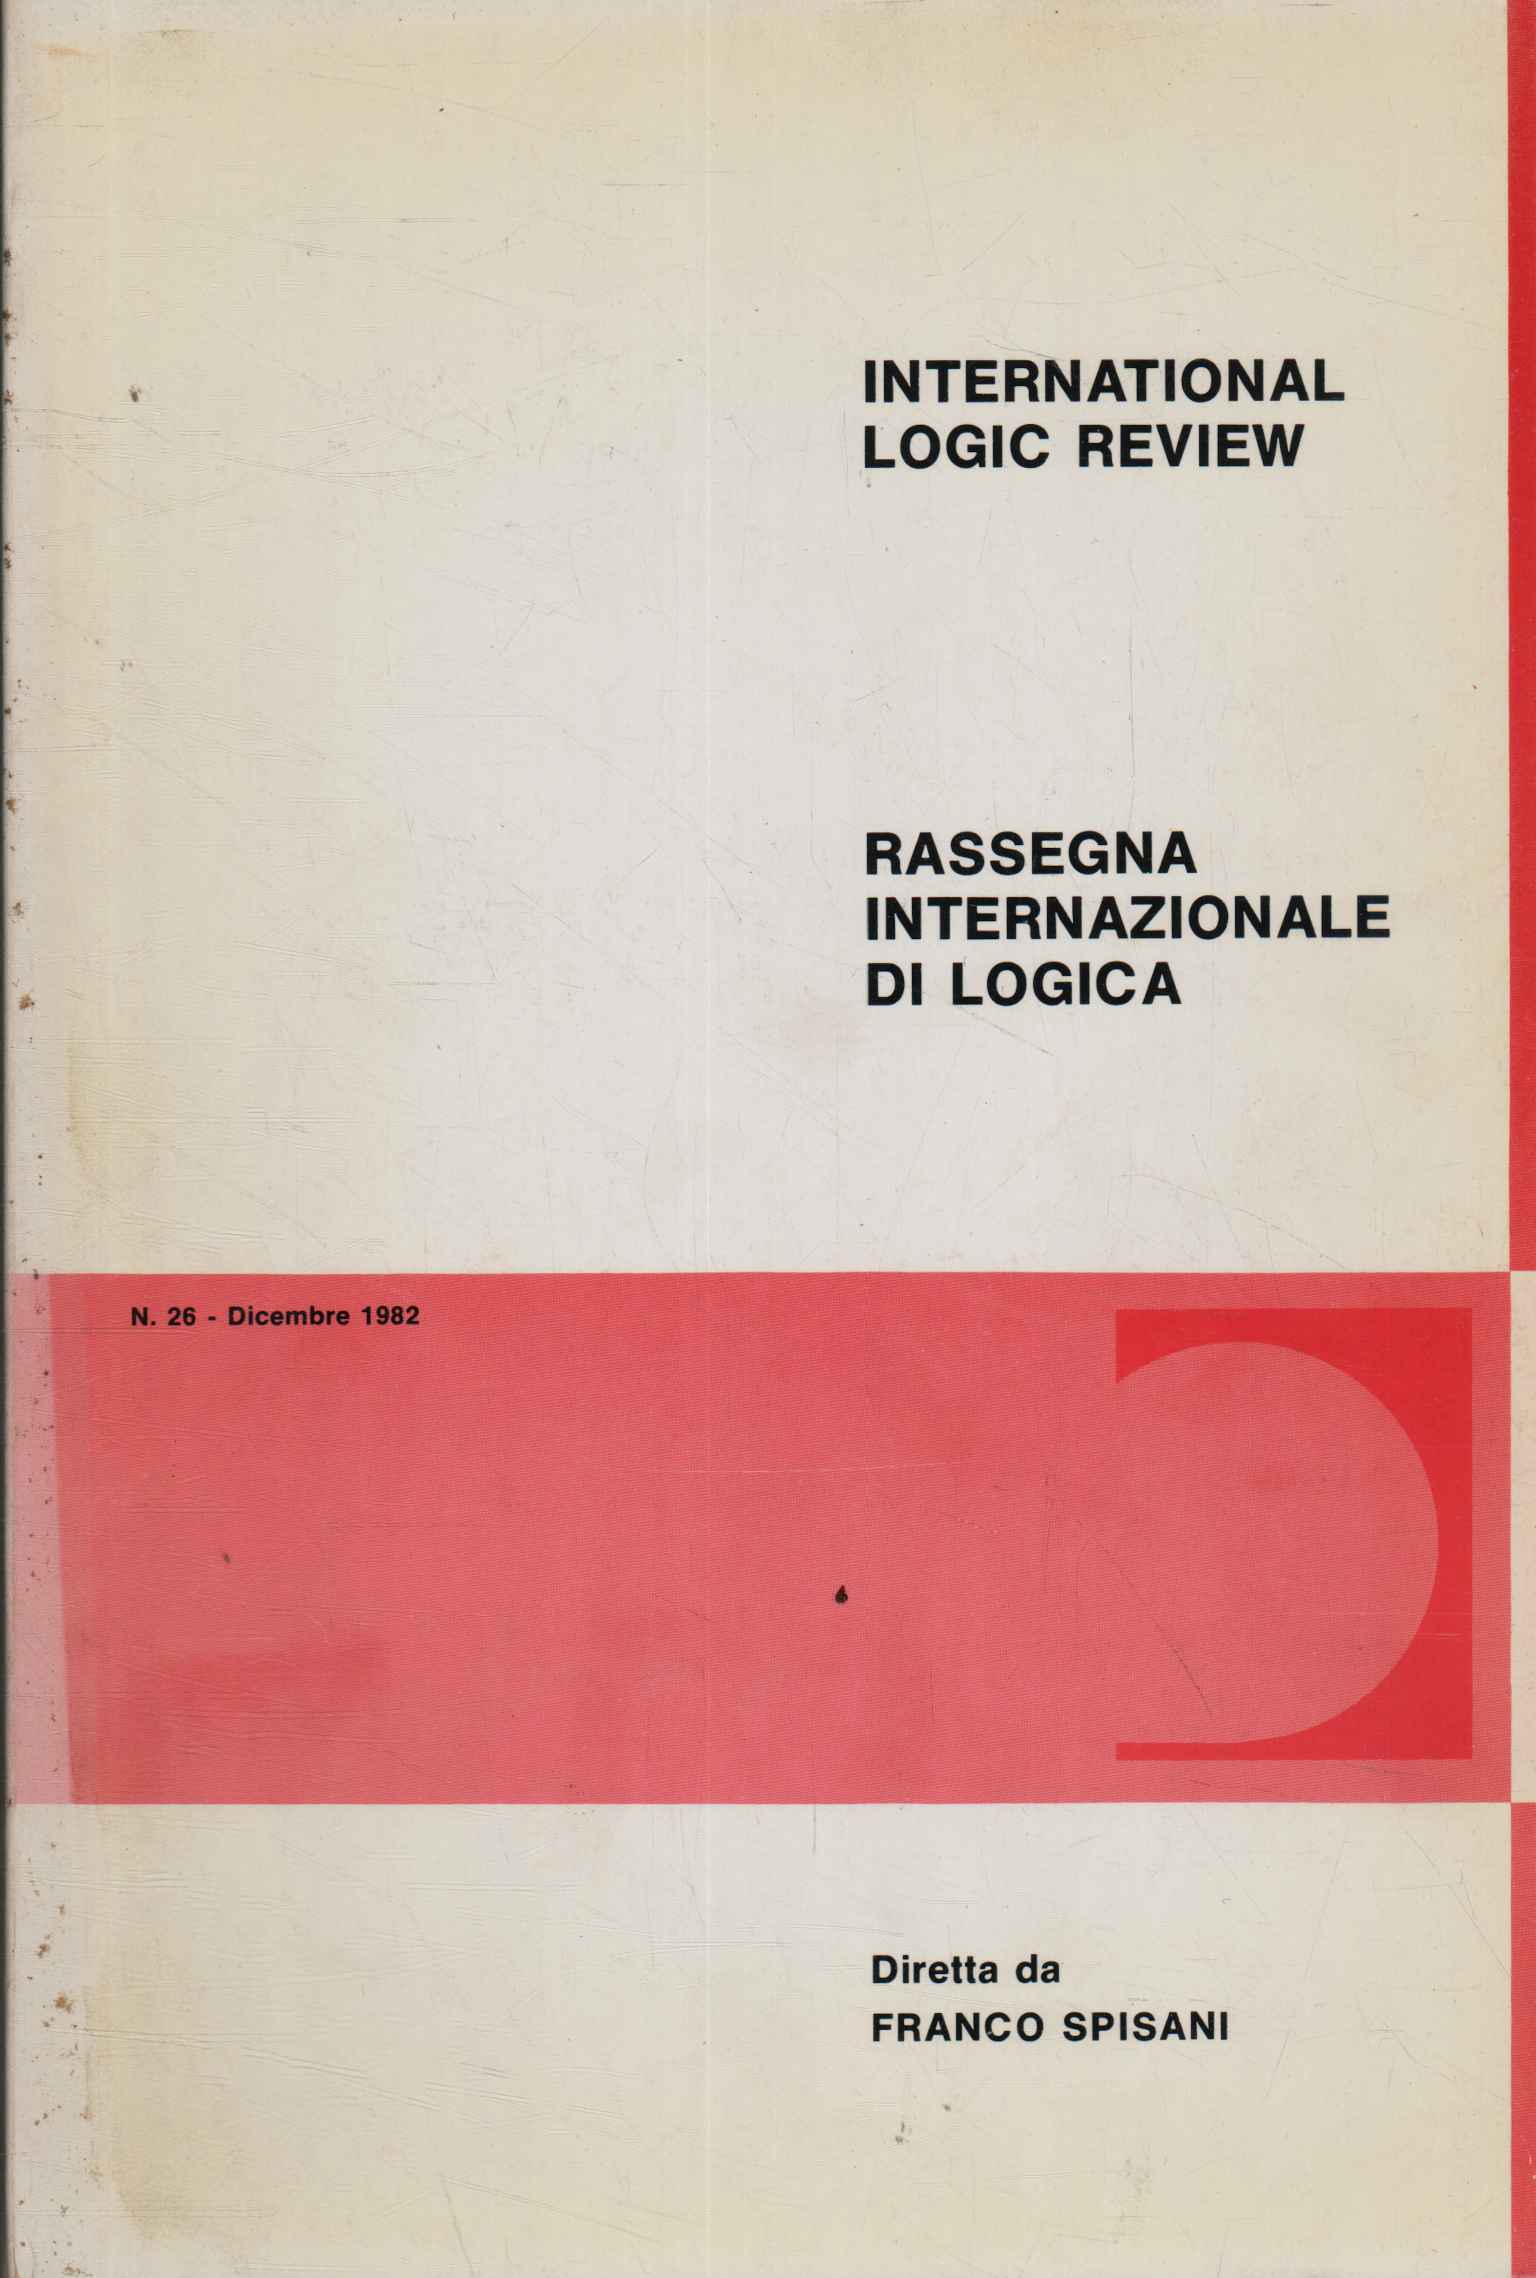 INTERNATIONAL
LOGIC REVIEW
RASSEGNA
INTERNAZIONALE
DI LOGICA
N. 26 - Dicembre 1982
Diretta da
FRANCO SPISANI